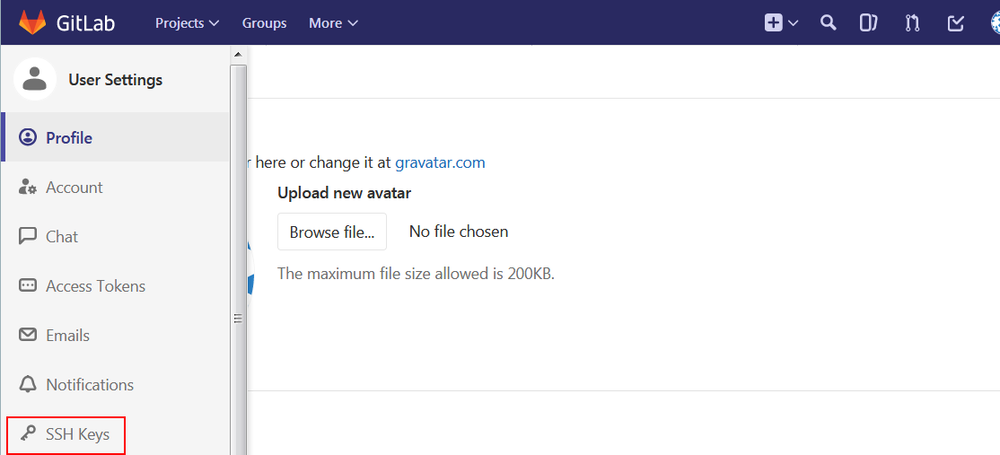 GitLab Projects Groups More
User Settings
Profile
Account
Chat
Access Tokens
Emails
Notifications
SSH Keys
r here or change it at gravatar.com
Upload new avatar
Browse file... No file chosen
The maximum file size allowed is 200KB.